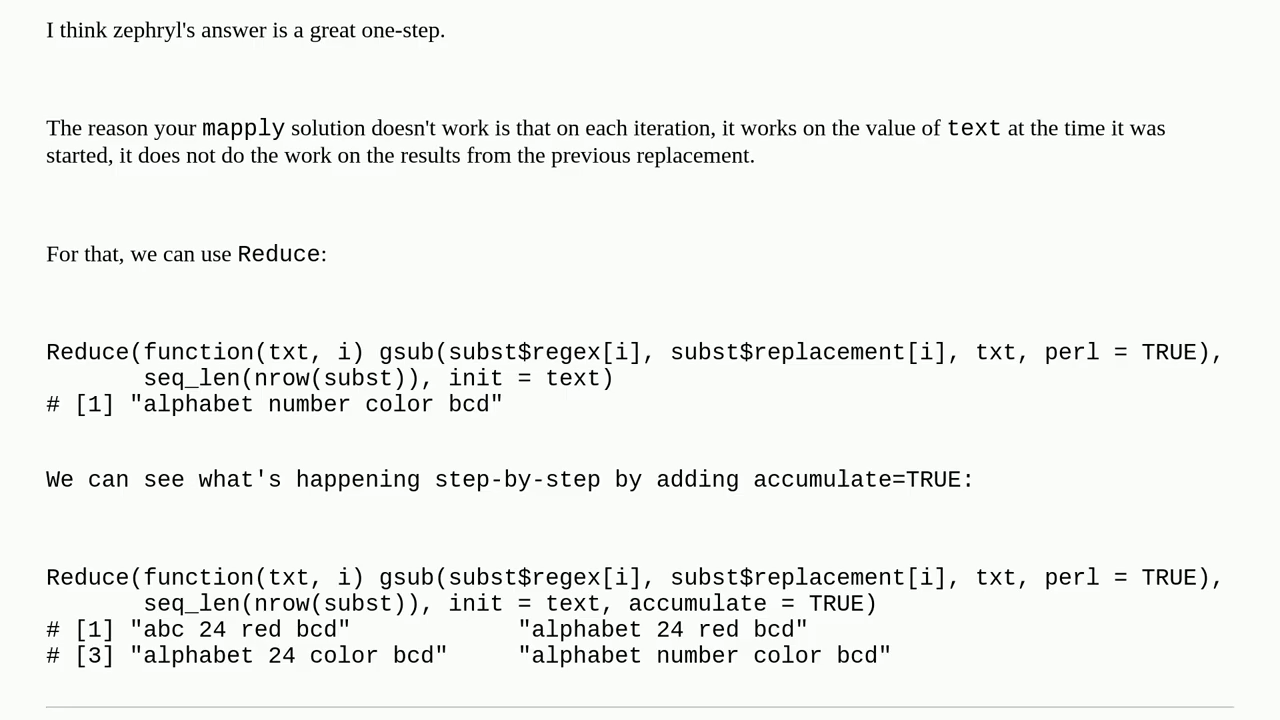 I think zephryl's answer is a great one-step.
The reason your mapply solution doesn't work is that on each iteration, it works on the value of text at the time it was
started, it does not do the work on the results from the previous replacement.
For that, we can use Reduce:
Reduce(function(txt, i) gsub(subst$regex[i], subst$replacement[i], txt, perl = TRUE),
       seq_len(nrow(subst)), init = text)
# [1] "alphabet number color bcd"
We can see what's happening step-by-step by adding accumulate=TRUE:
Reduce(function(txt, i) gsub(subst$regex[i], subst$replacement[i], txt, perl = TRUE),
       seq_len(nrow(subst)), init = text, accumulate = TRUE)
# [1] "abc 24 red bcd"            "alphabet 24 red bcd"
# [3] "alphabet 24 color bcd"     "alphabet number color bcd"